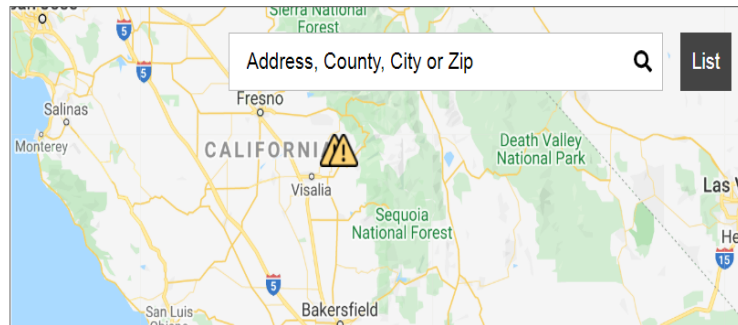 Sierra National
Forest
5
Address, County, City or Zip
List
5
Fresno
Salinas
Monterey
CALIFORNIA
Death Valley
National Park
Visalia
Las
Sequoia
National Forest
He
15
5
San Luis
Bakersfield